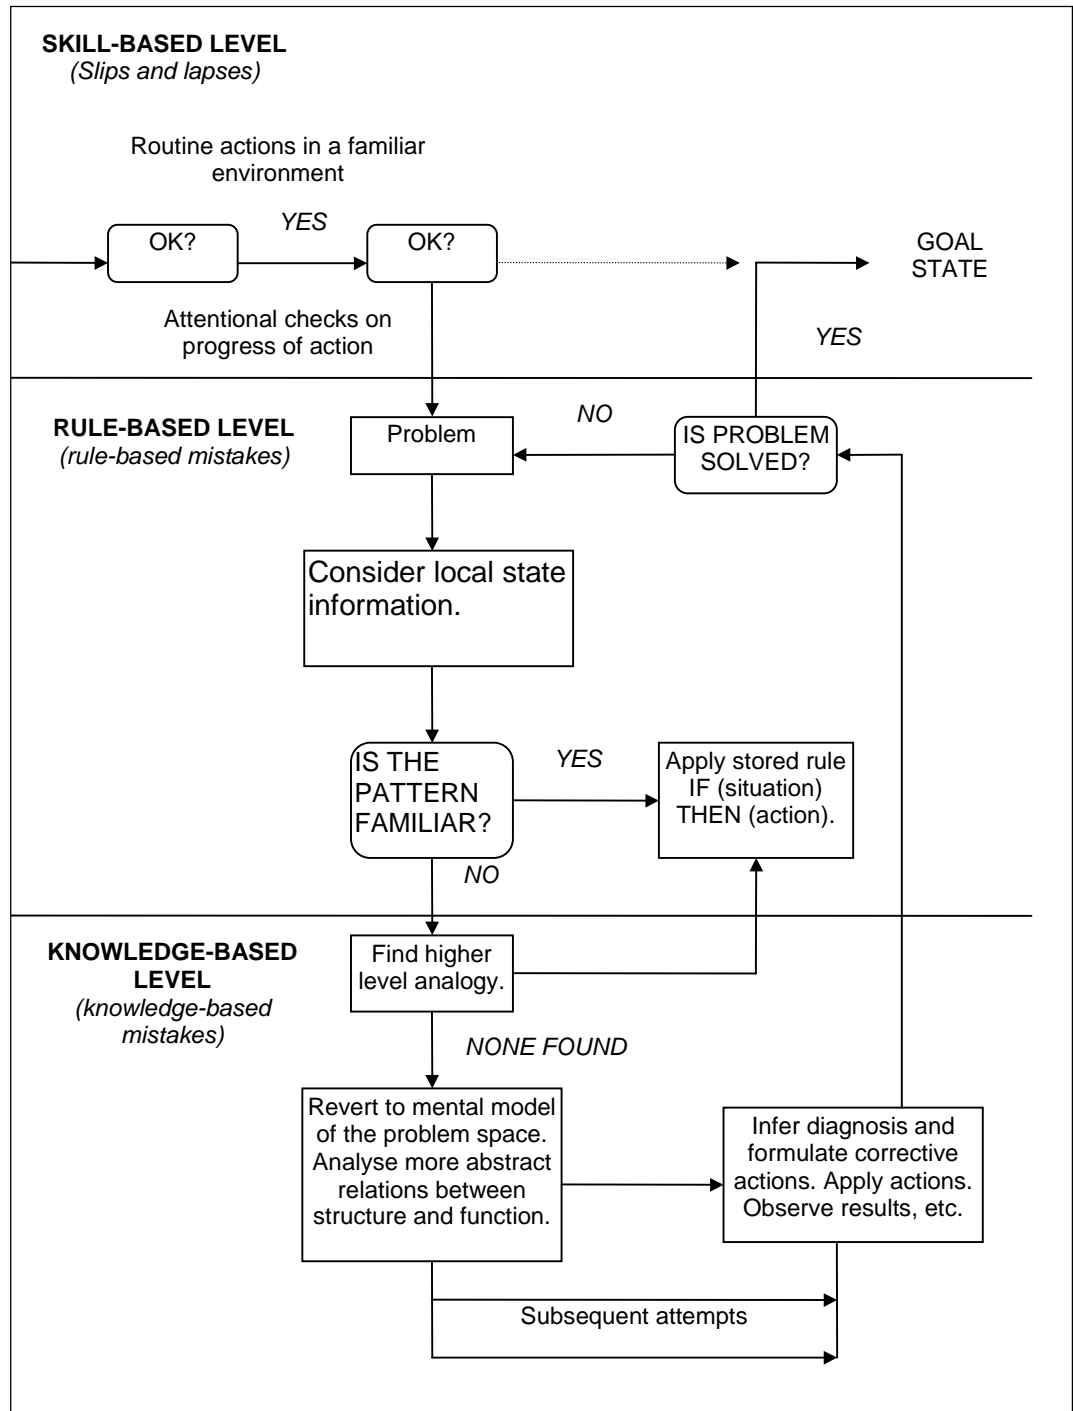 SKILL-BASED LEVEL
(Slips and lapses)
Routine actions in a familiar
environment
YES
OK?
OK?
GOAL
STATE
Attentional checks on
progress of action
YES
RULE-BASED LEVEL
(rule-based mistakes)
Problem
NO
IS PROBLEM
SOLVED?
Consider local state
information.
IS THE
PATTERN
FAMILIAR?
YES
Apply stored rule
IF (situation)
THEN (action).
NO
KNOWLEDGE-BASED
LEVEL
(knowledge-based
mistakes)
Find higher
level analogy.
NONE FOUND
Revert to mental model
of the problem space.
Analyse more abstract
relations between
structure and function.
Infer diagnosis and
formulate corrective
actions. Apply actions.
Observe results, etc.
Subsequent attempts